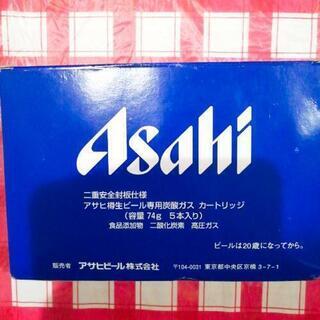 Asahi
二重安全封板仕様
アサヒ樽生ビール専用炭酸ガス カートリッジ
(容量 74g 5本入り)
食品添加物 二酸化炭素 高圧ガス
ビールは20歳になってから。
販売者 アサヒビール株式会社 〒104-0031 東京都中央区京橋 3-7-1